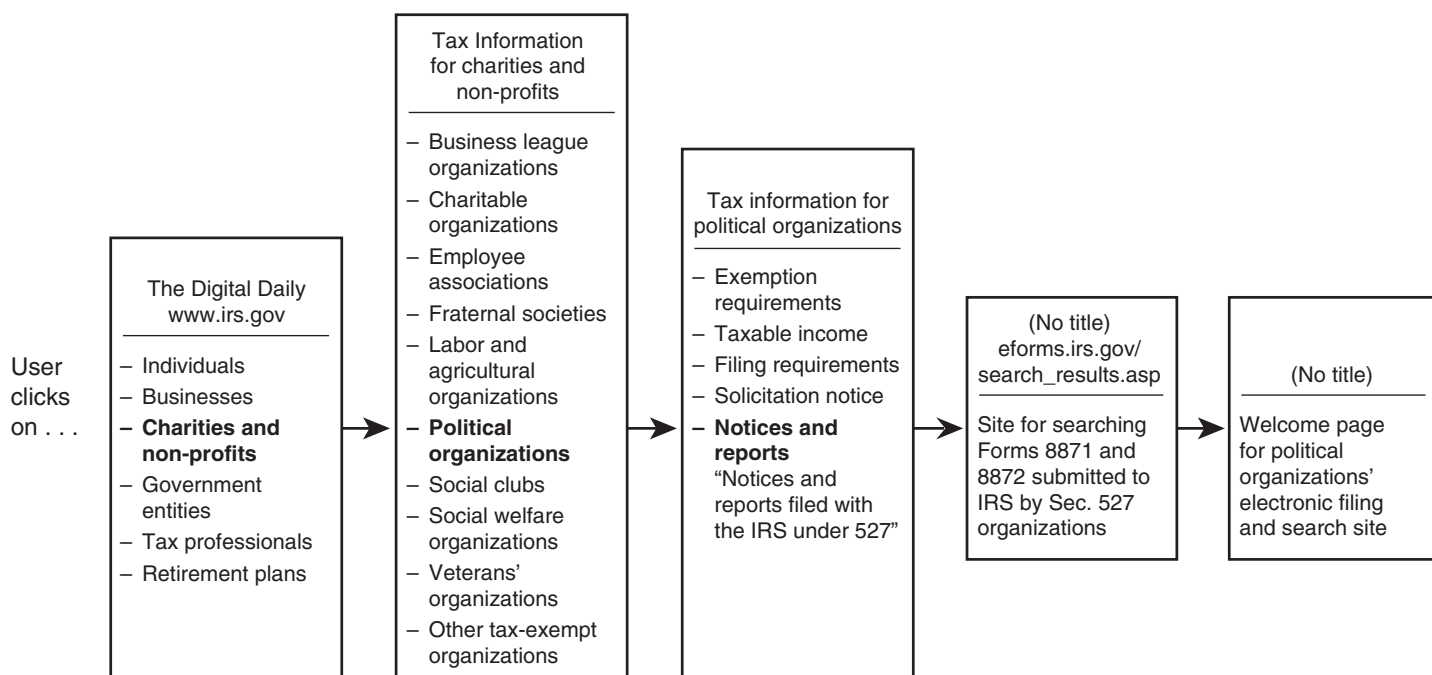 User
clicks
on . . .
The Digital Daily
www.irs.gov
– Individuals
– Businesses
– Charities and
non-profits
– Government
entities
– Tax professionals
– Retirement plans
Tax Information
for charities and
non-profits
– Business league
organizations
– Charitable
organizations
– Employee
associations
– Fraternal societies
– Labor and
agricultural
organizations
– Political
organizations
– Social clubs
– Social welfare
organizations
– Veterans’
organizations
– Other tax-exempt
organizations
Tax information for
political organizations
– Exemption
requirements
– Taxable income
– Filing requirements
– Solicitation notice
– Notices and
reports
“Notices and
reports filed with
the IRS under 527”
(No title)
eforms.irs.gov/
search_results.asp
Site for searching
Forms 8871 and
8872 submitted to
IRS by Sec. 527
organizations
(No title)
Welcome page
for political
organizations’
electronic filing
and search site